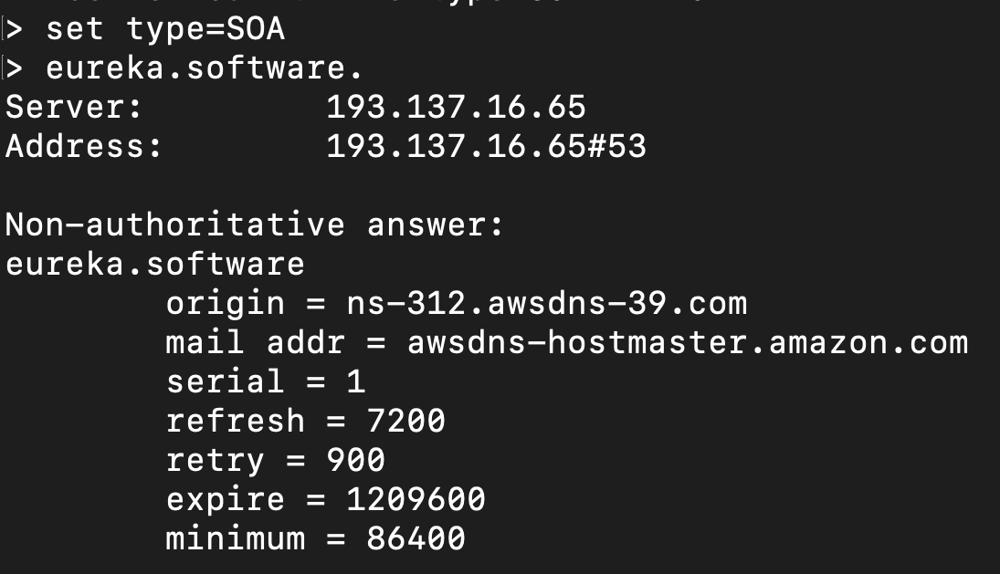 > set type=SOA
> eureka.software.
Server:		193.137.16.65
Address:	193.137.16.65#53

Non-authoritative answer:
eureka.software
	origin = ns-312.awsdns-39.com
	mail addr = awsdns-hostmaster.amazon.com
	serial = 1
	refresh = 7200
	retry = 900
	expire = 1209600
	minimum = 86400